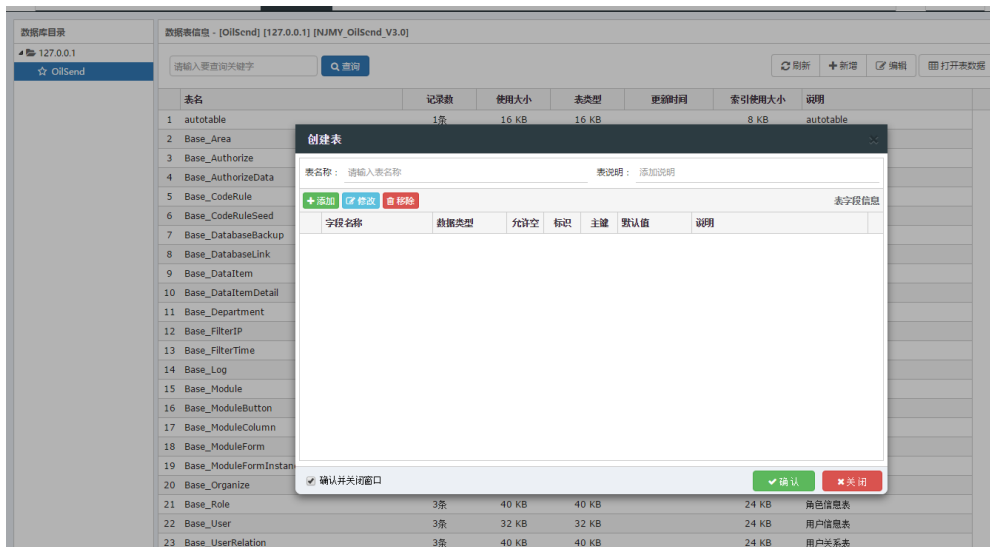 数据库目录
数据表信息 - [OilSend] [127.0.0.1] [NJMY_OilSend_V3.0]
127.0.0.1
OilSend
请输入要查询关键字 查询 刷新 新增 编辑 打开表数据
表名 记录数 使用大小 表类型 更新时间 索引使用大小 说明
1 autotable 1条 16 KB 16 KB 8 KB autotable
2 Base_Area
3 Base_Authorize
4 Base_AuthorizeData
5 Base_CodeRule
6 Base_CodeRuleSeed
7 Base_DatabaseBackup
8 Base_DatabaseLink
9 Base_DataItem
10 Base_DataItemDetail
11 Base_Department
12 Base_FilterIP
13 Base_FilterTime
14 Base_Log
15 Base_Module
16 Base_ModuleButton
17 Base_ModuleColumn
18 Base_ModuleForm
19 Base_ModuleFormInstan
20 Base_Organize
21 Base_Role 3条 40 KB 40 KB 24 KB 角色信息表
22 Base_User 3条 32 KB 32 KB 24 KB 用户信息表
23 Base_UserRelation 3条 40 KB 40 KB 24 KB 用户关系表
创建表
表名称： 请输入表名称 表说明： 添加说明
添加 修改 移除 表字段信息
字段名称 数据类型 允许空 标识 主键 默认值 说明
确认并关闭窗口 确认 关闭